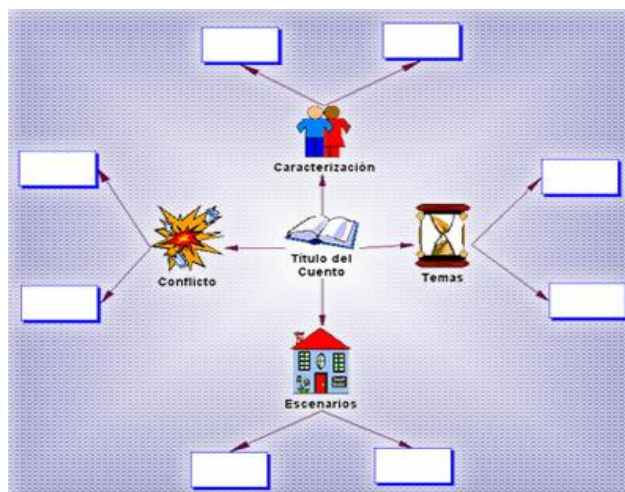 Caracterización
Conflicto
Título del
Cuento
Temas
Escenarios